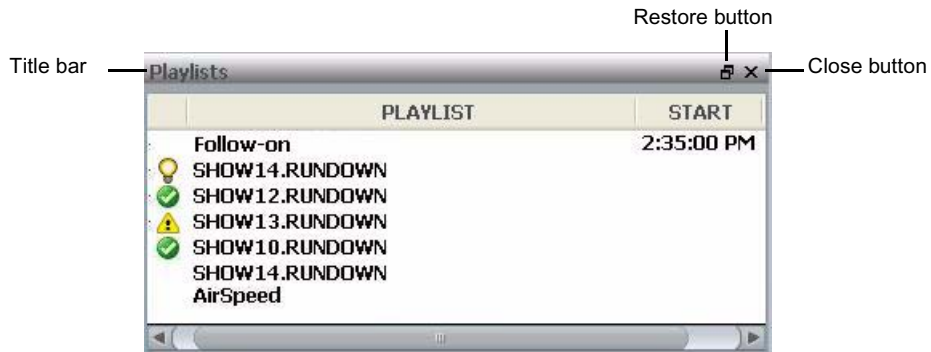 Restore button
Title bar
Playlists
Close button
PLAYLIST START
Follow-on 2:35:00 PM
SHOW14.RUNDOWN
SHOW12.RUNDOWN
SHOW13.RUNDOWN
SHOW10.RUNDOWN
SHOW14.RUNDOWN
AirSpeed